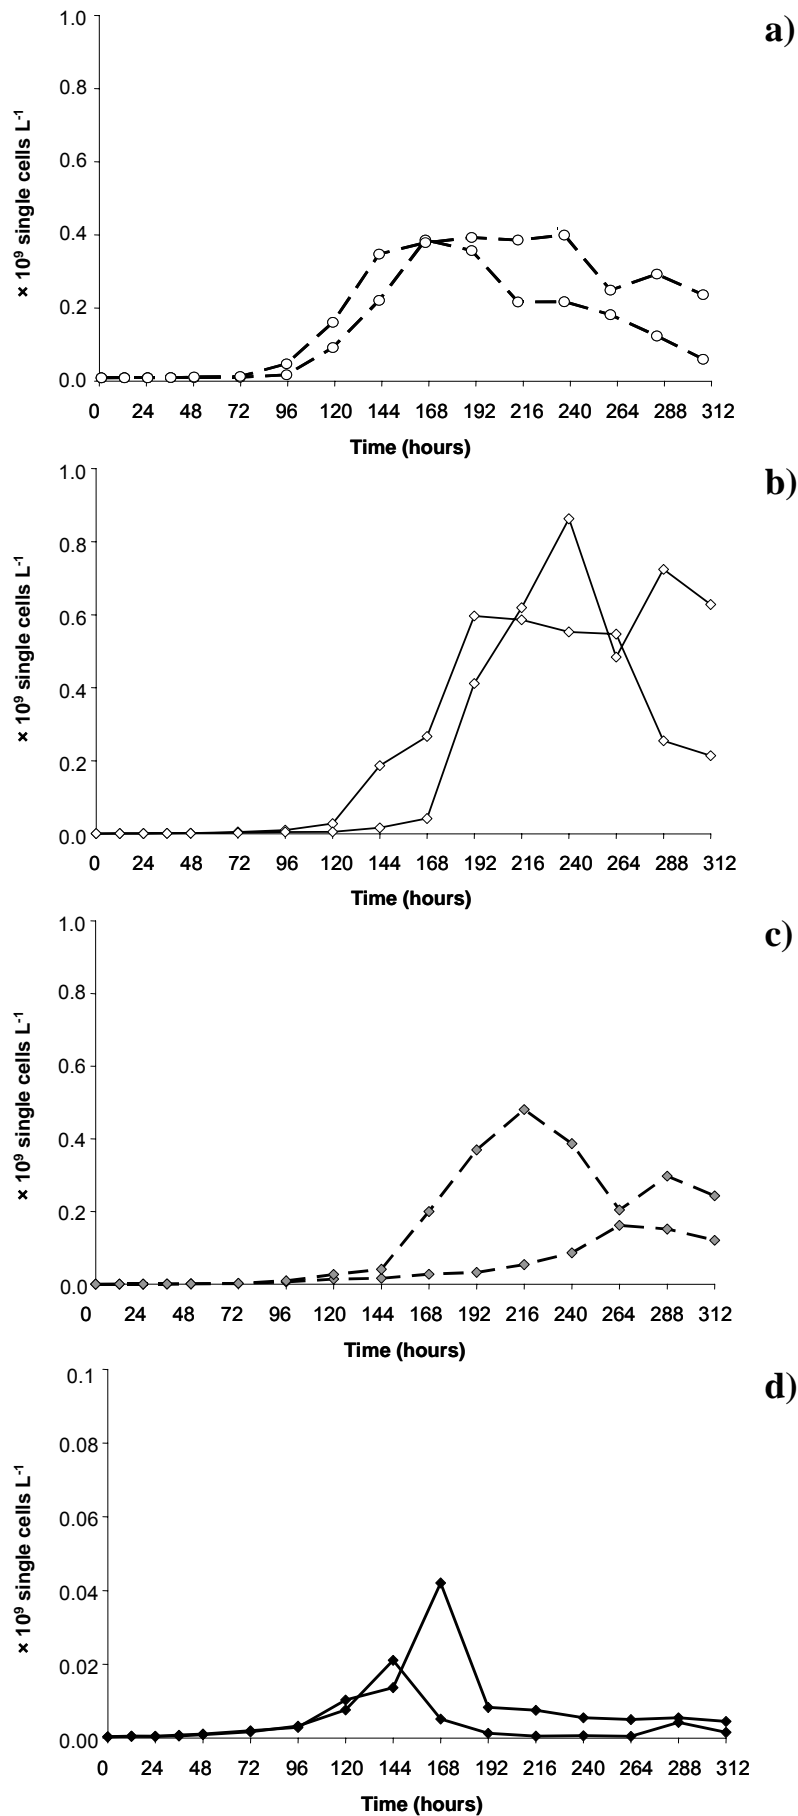 a)
× 10⁹ single cells L⁻¹
1.0
0.8
0.6
0.4
0.2
0.0
0 24 48 72 96 120 144 168 192 216 240 264 288 312
Time (hours)
b)
× 10⁹ single cells L⁻¹
1.0
0.8
0.6
0.4
0.2
0.0
0 24 48 72 96 120 144 168 192 216 240 264 288 312
Time (hours)
c)
× 10⁹ single cells L⁻¹
1.0
0.8
0.6
0.4
0.2
0.0
0 24 48 72 96 120 144 168 192 216 240 264 288 312
Time (hours)
d)
× 10⁹ single cells L⁻¹
0.1
0.08
0.06
0.04
0.02
0.00
0 24 48 72 96 120 144 168 192 216 240 264 288 312
Time (hours)